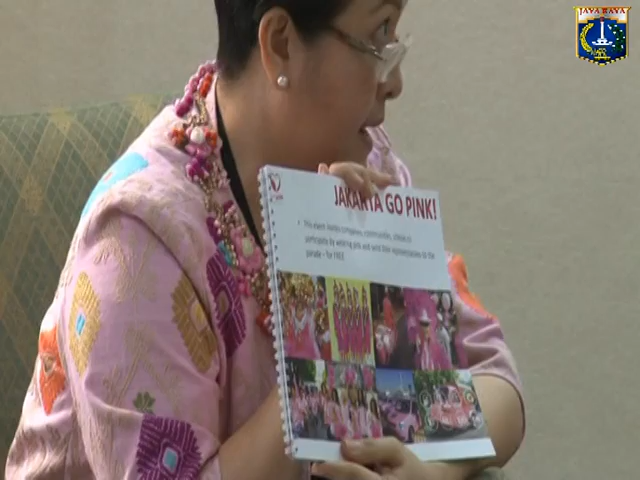 JAYA RAYA
JAKARTA GO PINK!
• This event invites companies, communities, schools to
participate by wearing pink and send their representatives to the
parade - for FREE